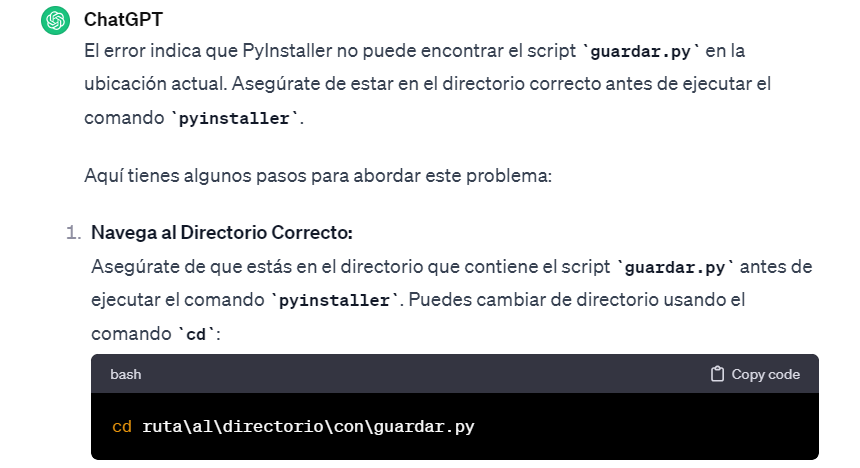 ChatGPT
El error indica que PyInstaller no puede encontrar el script `guardar.py` en la
ubicación actual. Asegúrate de estar en el directorio correcto antes de ejecutar el
comando `pyinstaller`.
Aquí tienes algunos pasos para abordar este problema:
1. Navega al Directorio Correcto:
Asegúrate de que estás en el directorio que contiene el script `guardar.py` antes de
ejecutar el comando `pyinstaller`. Puedes cambiar de directorio usando el
comando `cd`:
bash Copy code
cd ruta\al\directorio\con\guardar.py